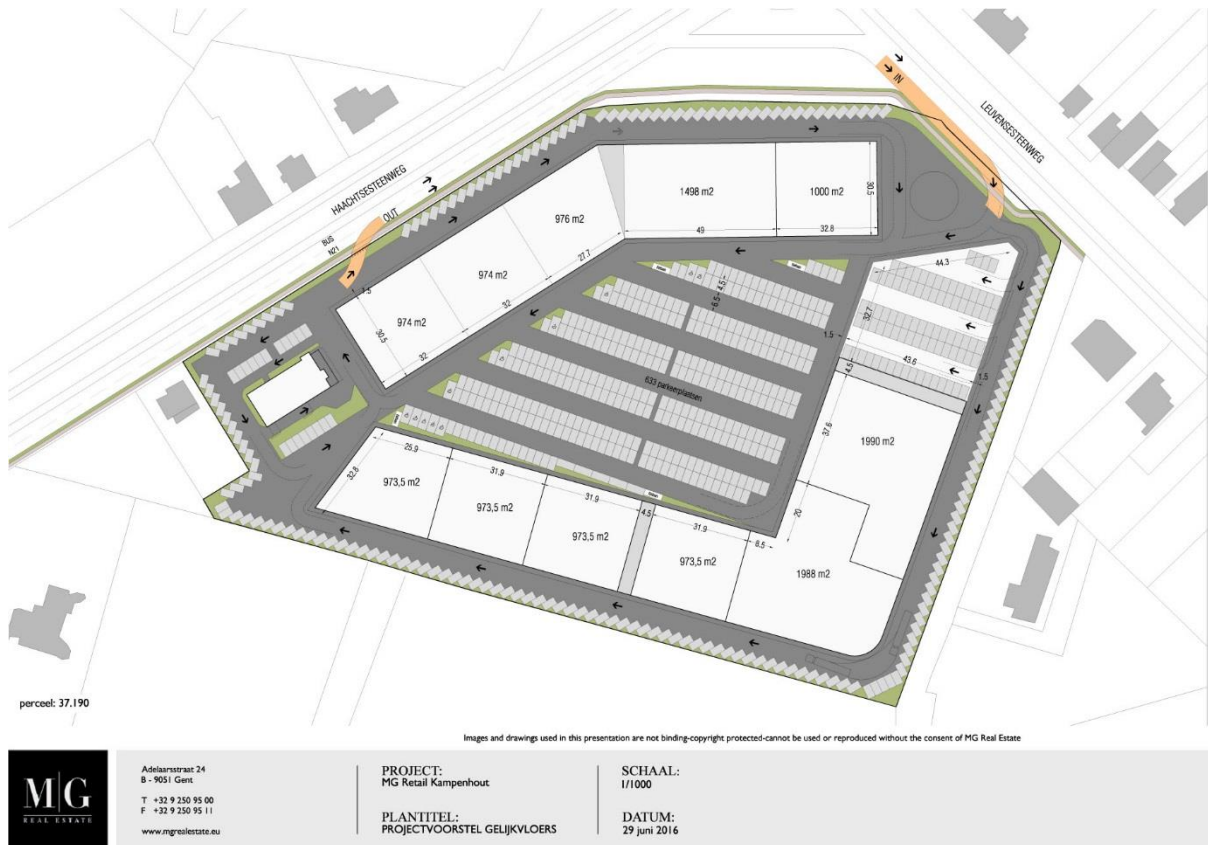 IN
LEUVENSESTEENWEG
HAACHTSESTEENWEG
OUT
BUS
N21
1498 m2
1000 m2
30.5
49
32.8
976 m2
27.7
974 m2
32
974 m2
32
30.5
1.5
44.3
32.7
43.6
1.5
1.5
4.5
6.5
4.5
633 parkeerplaatsen
37.6
1990 m2
20
1988 m2
8.5
25.9
32.8
973,5 m2
31.9
973,5 m2
31.9
973,5 m2
4.5
31.9
973,5 m2
perceel: 37.190
Images and drawings used in this presentation are not binding-copyright protected-cannot be used or reproduced without the consent of MG Real Estate
M|G
REAL ESTATE
Adelaarsstraat 24
B - 9051 Gent
T +32 9 250 95 00
F +32 9 250 95 11
www.mgrealestate.eu
PROJECT:
MG Retail Kampenhout
PLANTITEL:
PROJECTVOORSTEL GELIJKVLOERS
SCHAAL:
1/1000
DATUM:
29 juni 2016